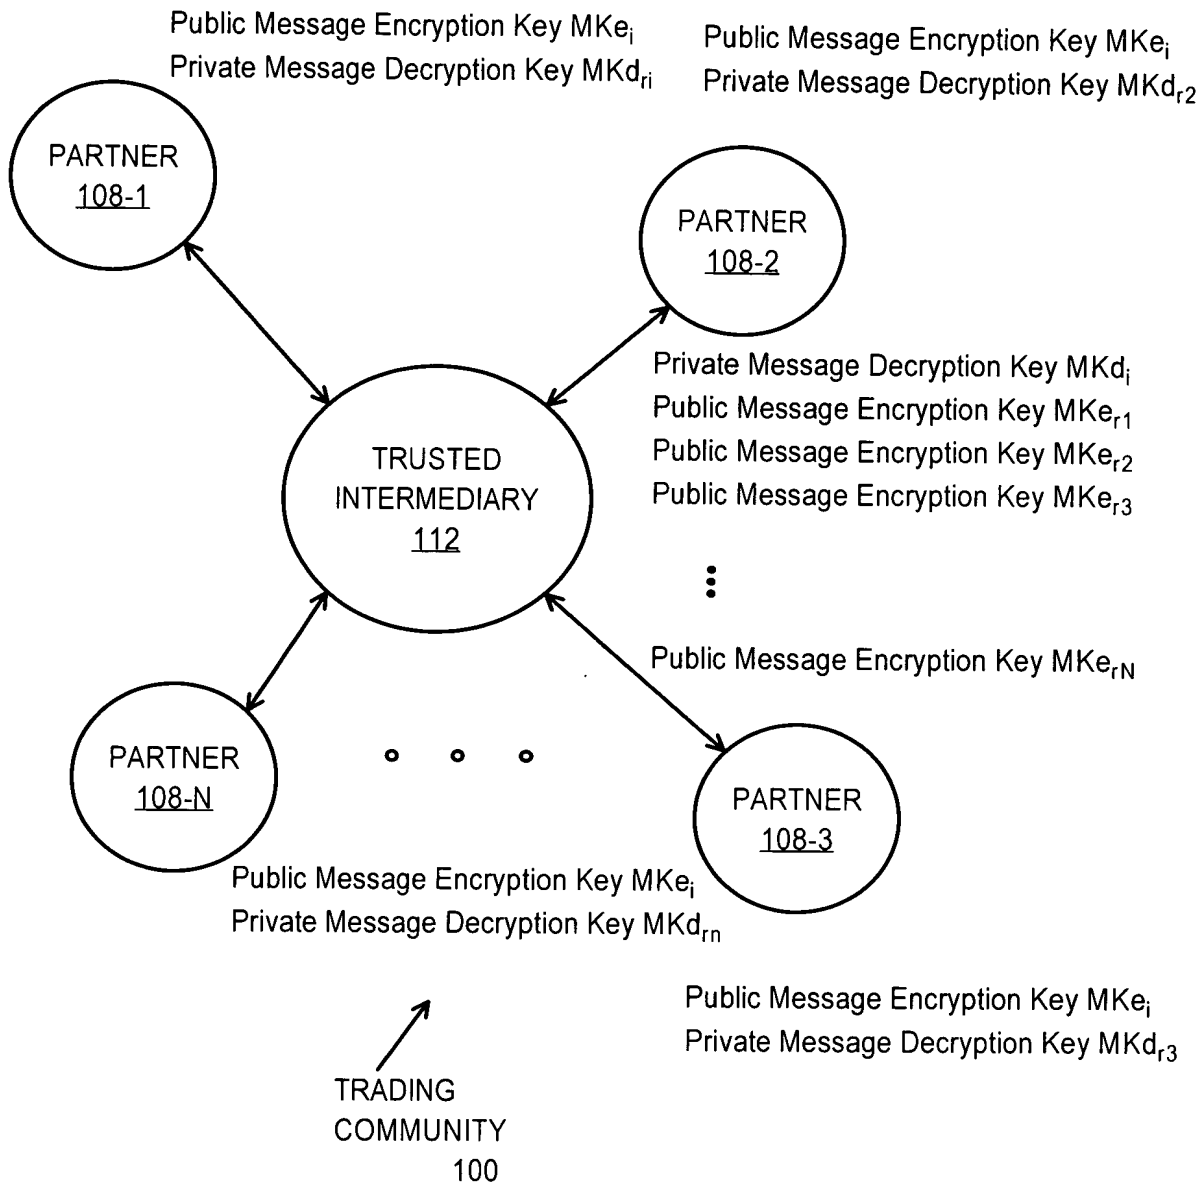 Public Message Encryption Key MKeᵢ
Private Message Decryption Key MKdᵣᵢ
Public Message Encryption Key MKeᵢ
Private Message Decryption Key MKdᵣ₂
PARTNER
108-1
PARTNER
108-2
Private Message Decryption Key MKdᵢ
Public Message Encryption Key MKeᵣ₁
Public Message Encryption Key MKeᵣ₂
Public Message Encryption Key MKeᵣ₃
TRUSTED
INTERMEDIARY
112
Public Message Encryption Key MKe_rN
PARTNER
108-N
PARTNER
108-3
Public Message Encryption Key MKeᵢ
Private Message Decryption Key MKdᵣₙ
Public Message Encryption Key MKeᵢ
Private Message Decryption Key MKdᵣ₃
TRADING
COMMUNITY
100